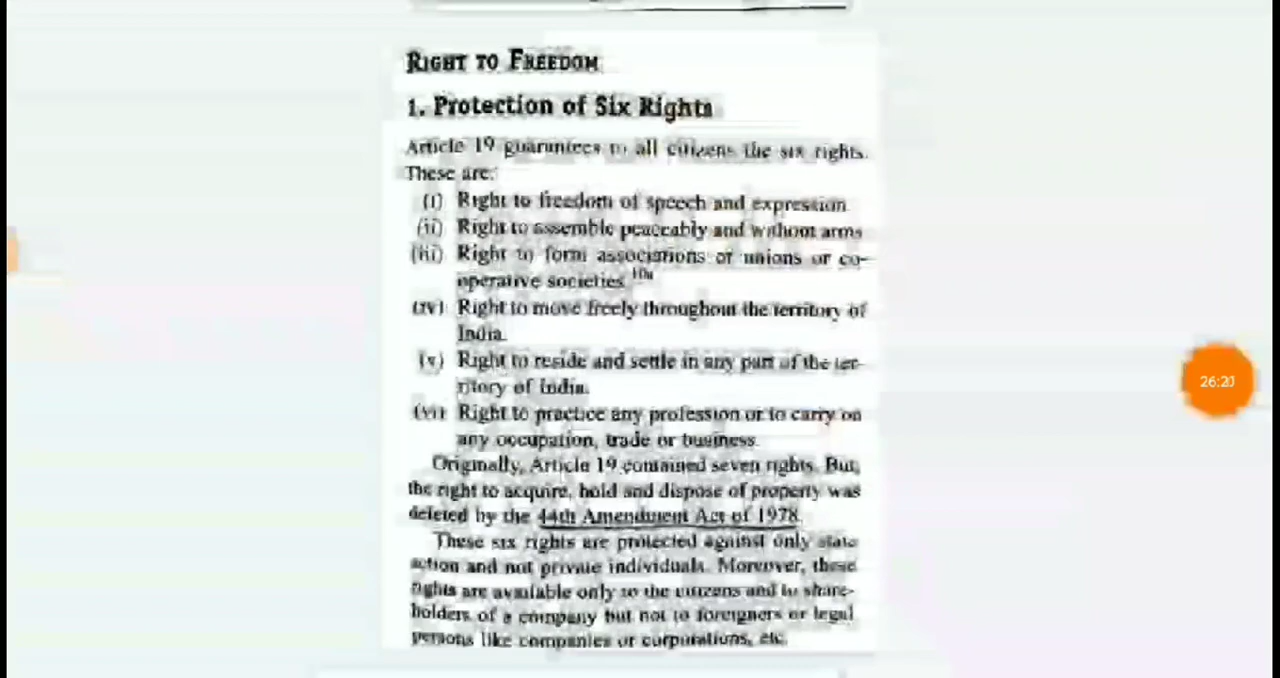 RIGHT TO FREEDOM
1. Protection of Six Rights
Article 19 guarantees to all citizens the six rights.
These are:
(i) Right to freedom of speech and expression.
(ii) Right to assemble peaceably and without arms.
(iii) Right to form associations or unions or co-
operative societies.10a
(iv) Right to move freely throughout the territory of
India.
(v) Right to reside and settle in any part of the ter-
ritory of India.
(vi) Right to practice any profession or to carry on
any occupation, trade or business.
Originally, Article 19 contained seven rights. But,
the right to acquire, hold and dispose of property was
deleted by the 44th Amendment Act of 1978.
These six rights are protected against only state
action and not private individuals. Moreover, these
rights are available only to the citizens and to share-
holders of a company but not to foreigners or legal
persons like companies or corporations, etc.
26:20